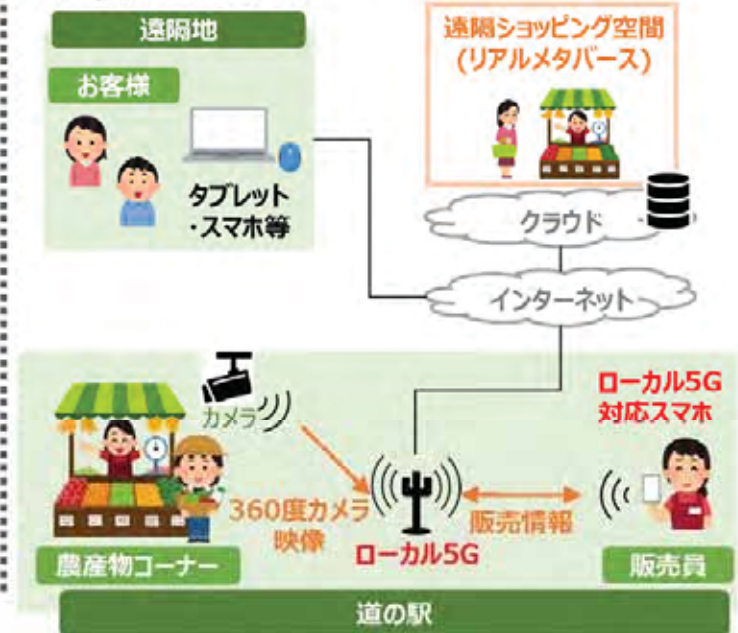 遠隔地
お客様
タブレット
・スマホ等
遠隔ショッピング空間
(リアルメタバース)
クラウド
インターネット
カメラ
ローカル5G
対応スマホ
360度カメラ
映像
ローカル5G
販売情報
農産物コーナー
販売員
道の駅